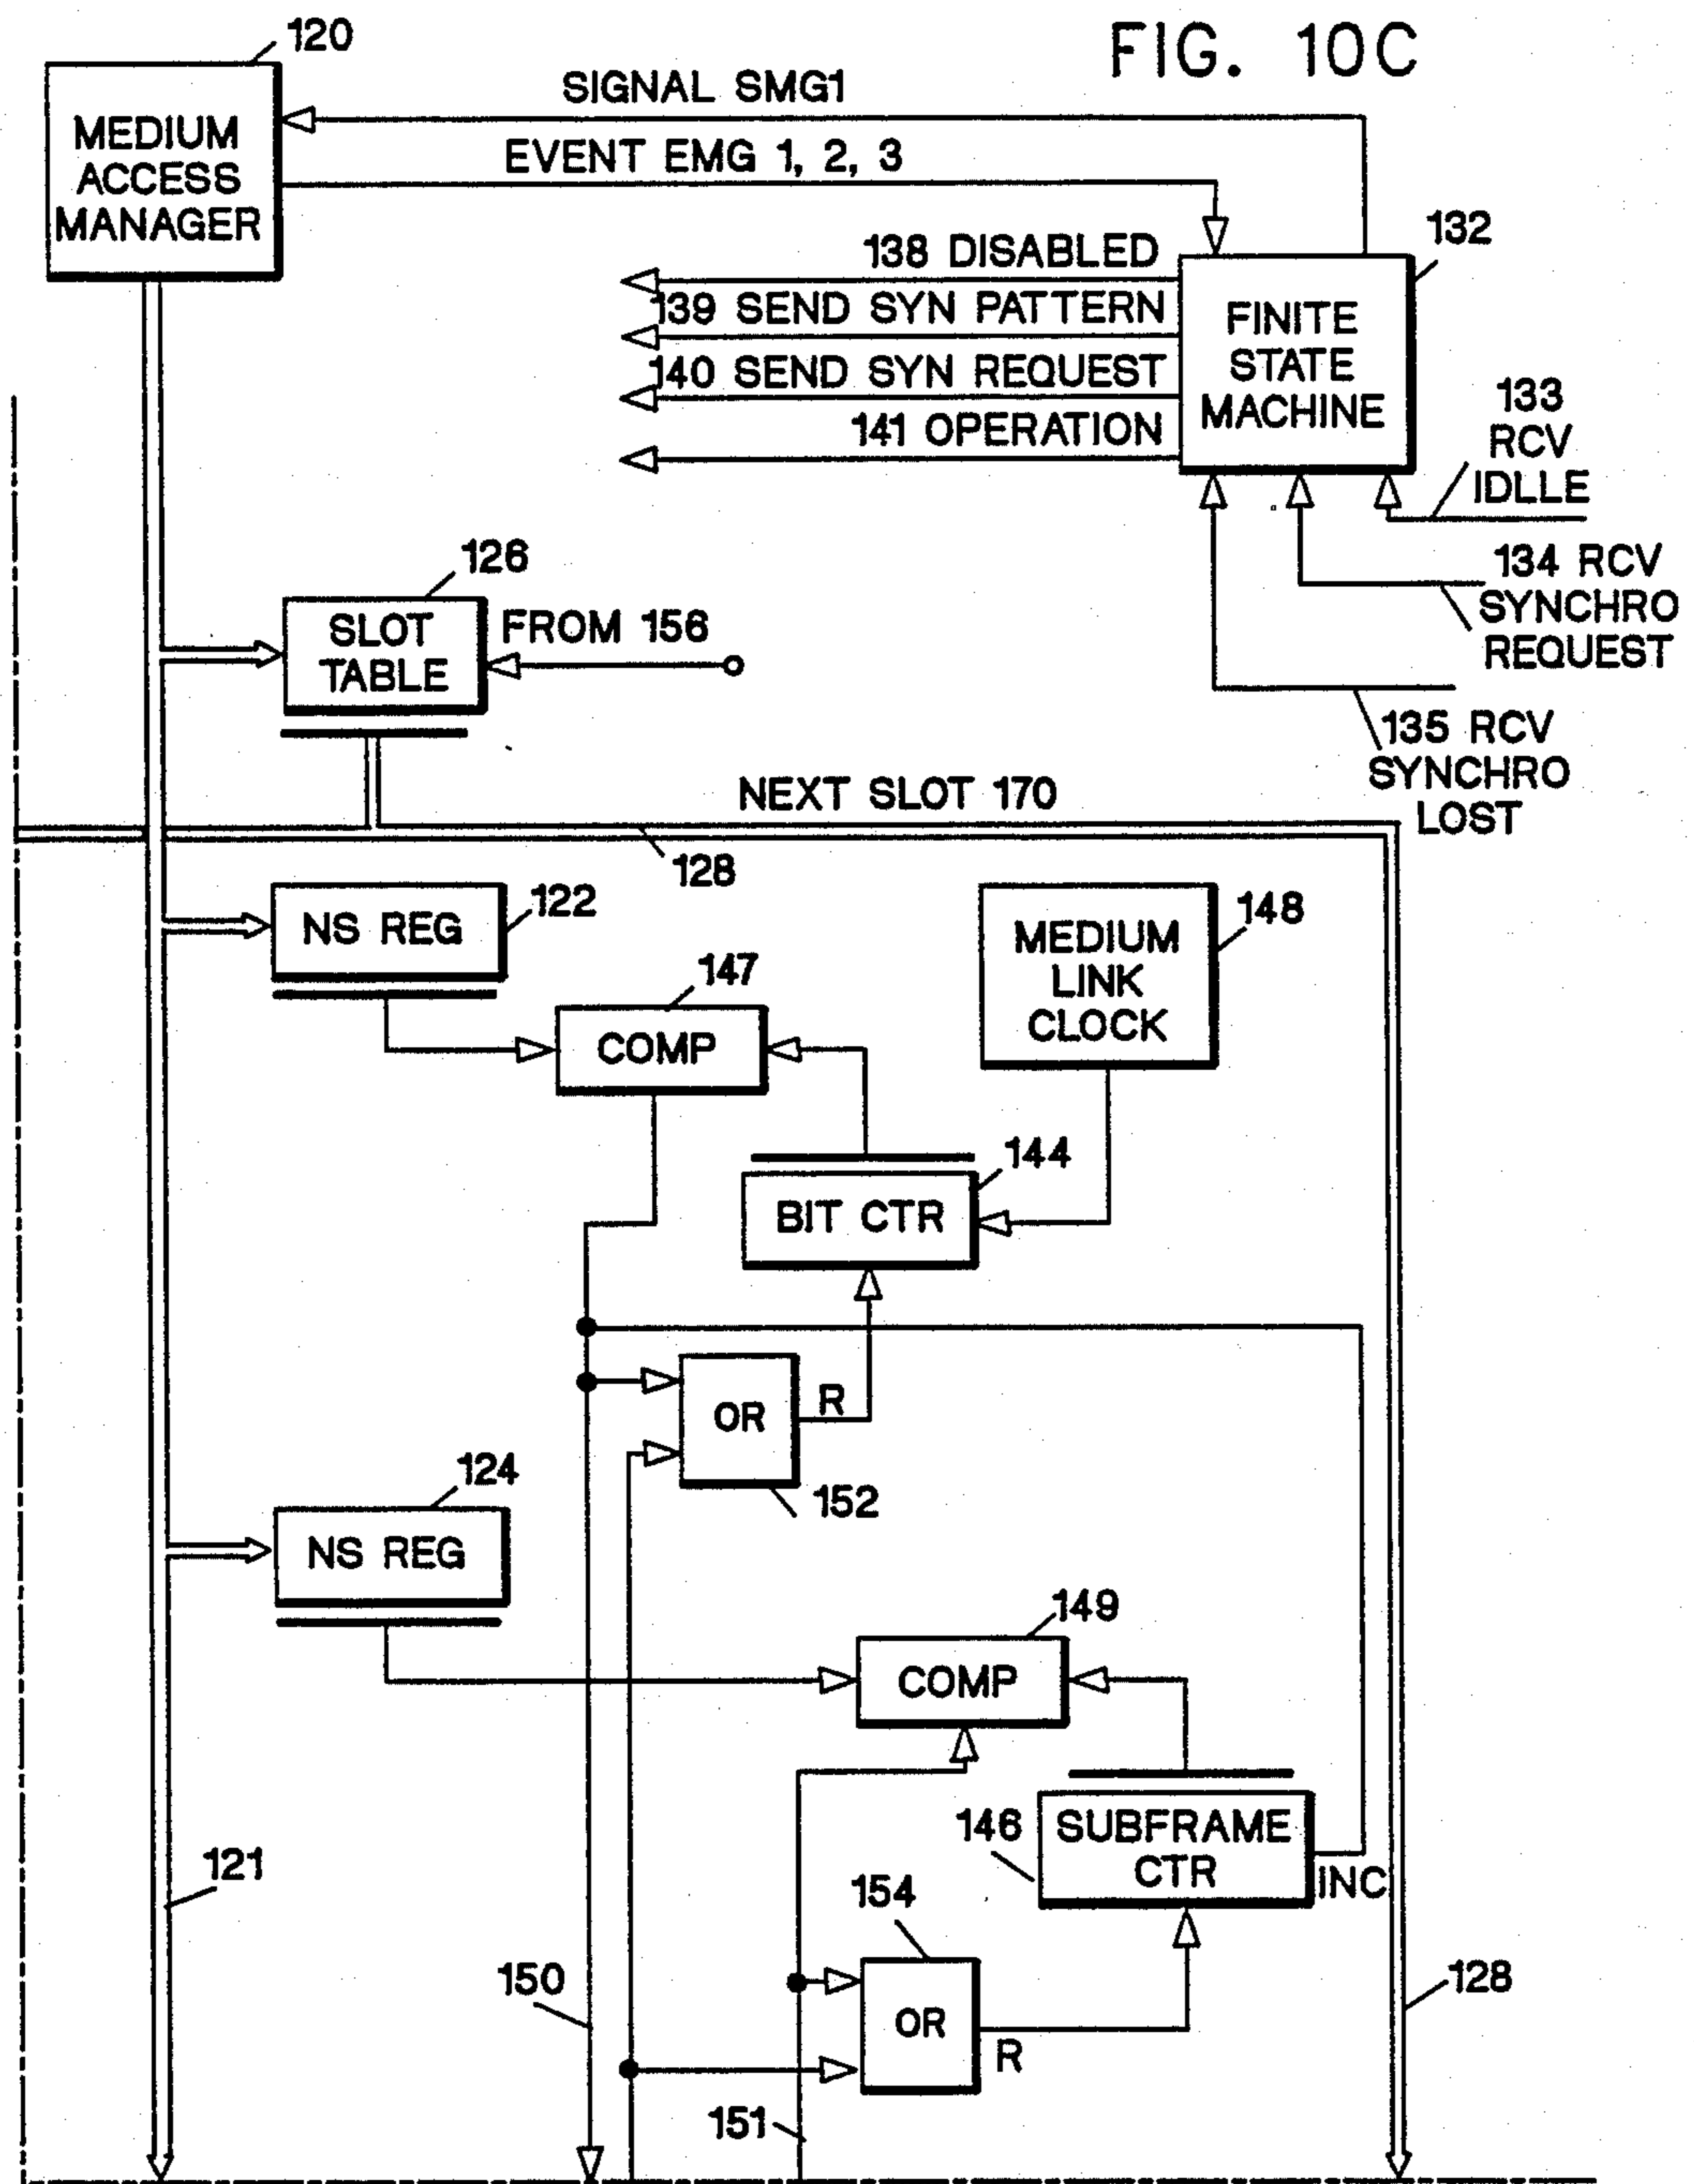 FIG. 10C
120
MEDIUM
ACCESS
MANAGER
SIGNAL SMG1
EVENT EMG 1, 2, 3
132
FINITE
STATE
MACHINE
138 DISABLED
139 SEND SYN PATTERN
140 SEND SYN REQUEST
141 OPERATION
133
RCV
IDLLE
134 RCV
SYNCHRO
REQUEST
135 RCV
SYNCHRO
LOST
126
SLOT
TABLE
FROM 156
NEXT SLOT 170
128
NS REG
122
147
COMP
MEDIUM
LINK
CLOCK
148
144
BIT CTR
OR
R
152
124
NS REG
149
COMP
146
SUBFRAME
CTR
INC
121
154
OR
R
150
151
128